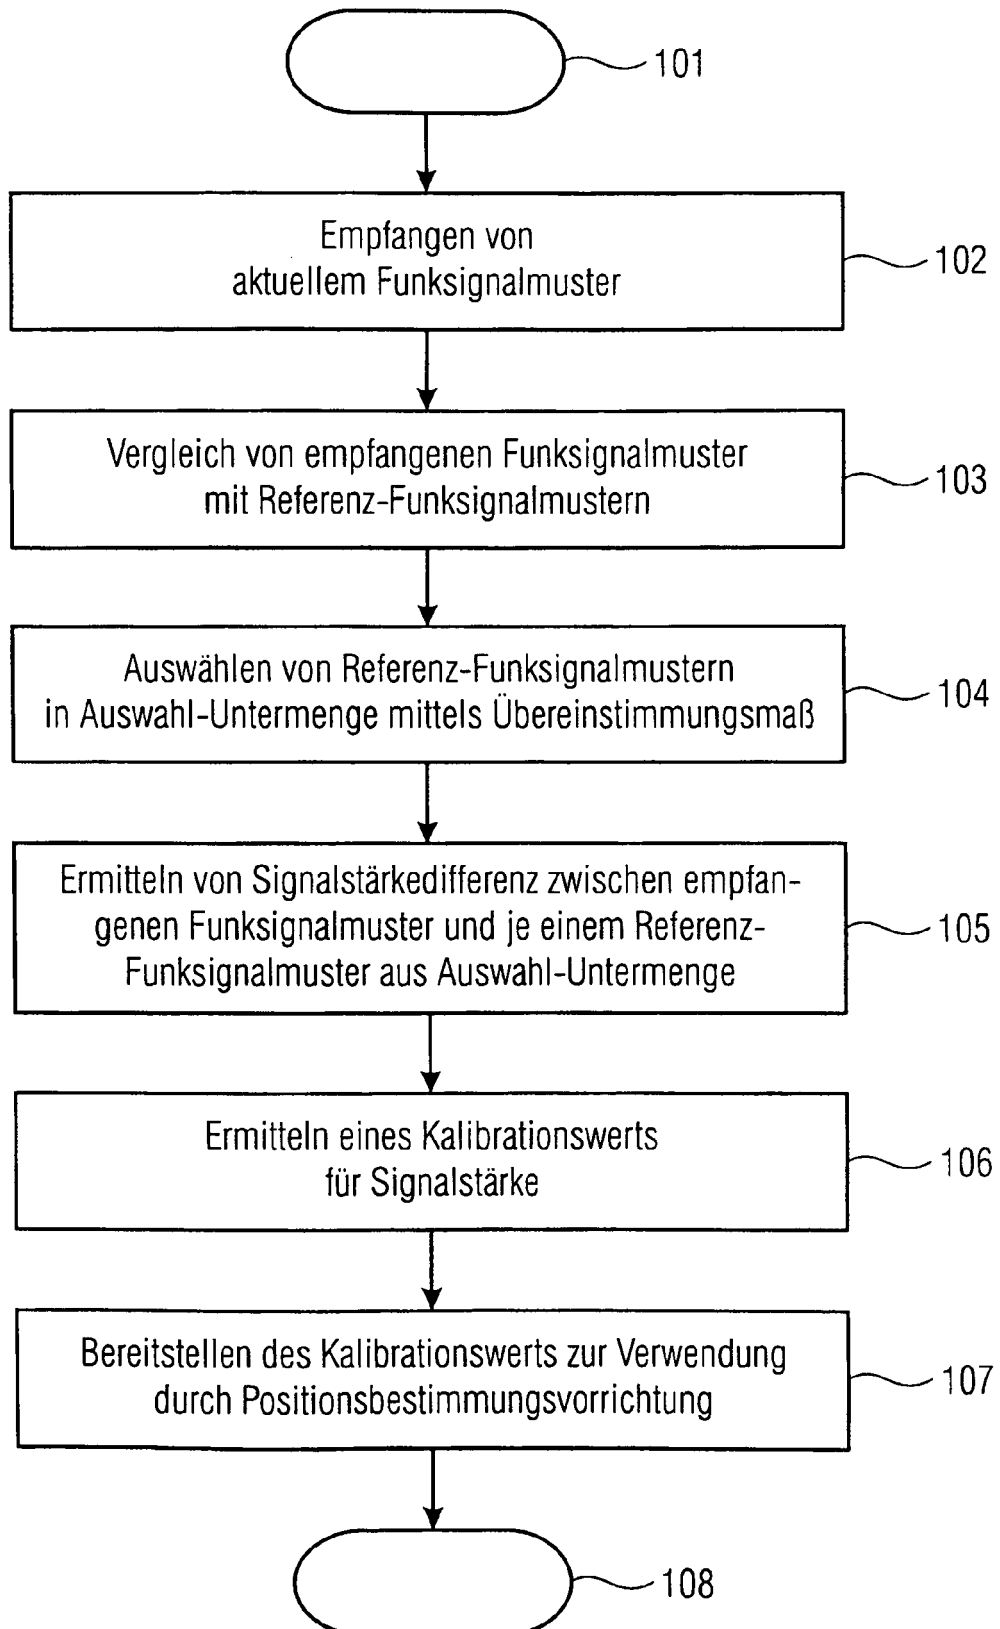 101
Empfangen von
aktuellem Funksignalmuster
102
Vergleich von empfangenen Funksignalmuster
mit Referenz-Funksignalmustern
103
Auswählen von Referenz-Funksignalmustern
in Auswahl-Untermenge mittels Übereinstimmungsmaß
104
Ermitteln von Signalstärkedifferenz zwischen empfan-
genen Funksignalmuster und je einem Referenz-
Funksignalmuster aus Auswahl-Untermenge
105
Ermitteln eines Kalibrationswerts
für Signalstärke
106
Bereitstellen des Kalibrationswerts zur Verwendung
durch Positionsbestimmungsvorrichtung
107
108